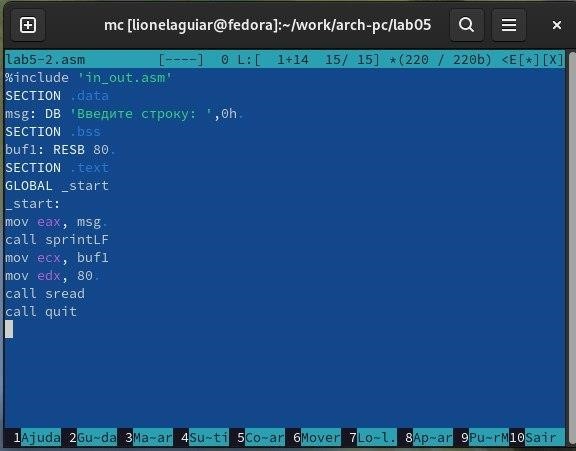 mc [lionelaguiar@fedora]:~/work/arch-pc/lab05
lab5-2.asm [----] 0 L:[ 1+14 15/ 15] *(220 / 220b) <E[*][X]
%include 'in_out.asm'
SECTION .data
msg: DB 'Введите строку: ',0h.
SECTION .bss
buf1: RESB 80.
SECTION .text
GLOBAL _start
_start:
mov eax, msg.
call sprintLF
mov ecx, buf1
mov edx, 80.
call sread
call quit
1Ajuda 2Gu~da 3Ma~ar 4Su~ti 5Co~ar 6Mover 7Lo~l. 8Ap~ar 9Pu~rM10Sair